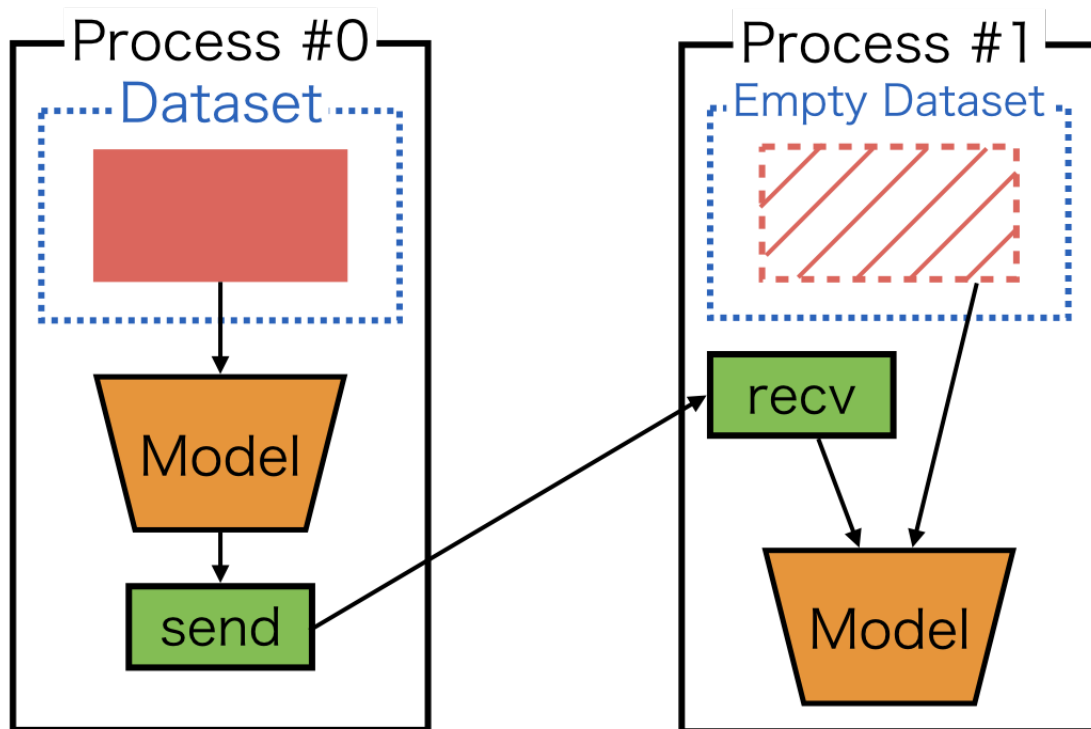 Process #0
Dataset
Model
send
Process #1
Empty Dataset
recv
Model